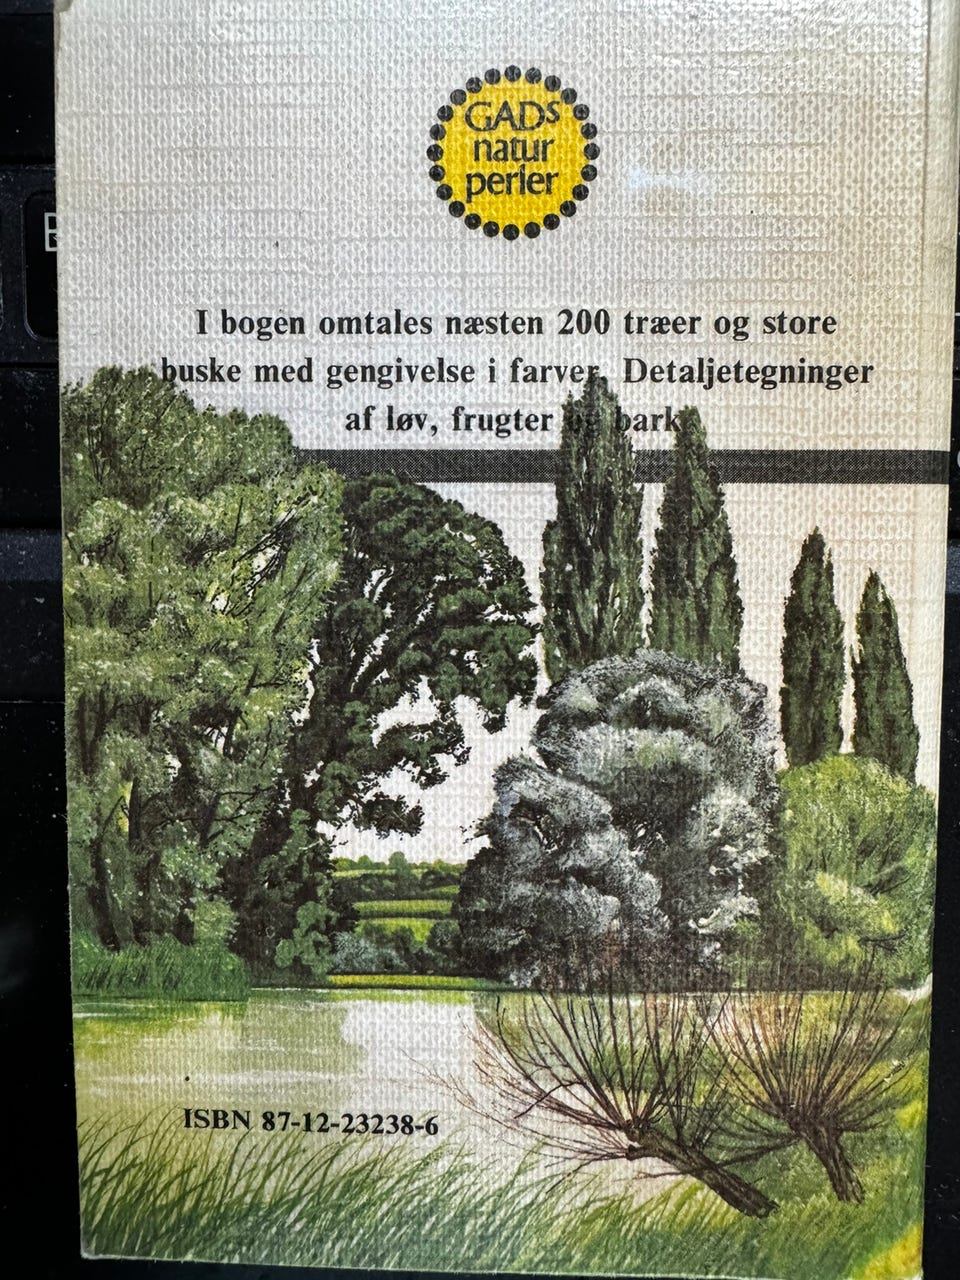 GADs
natur
perler
I bogen omtales næsten 200 træer og store
buske med gengivelse i farver. Detaljetegninger
af løv, frugter og bark.
ISBN 87-12-23238-6